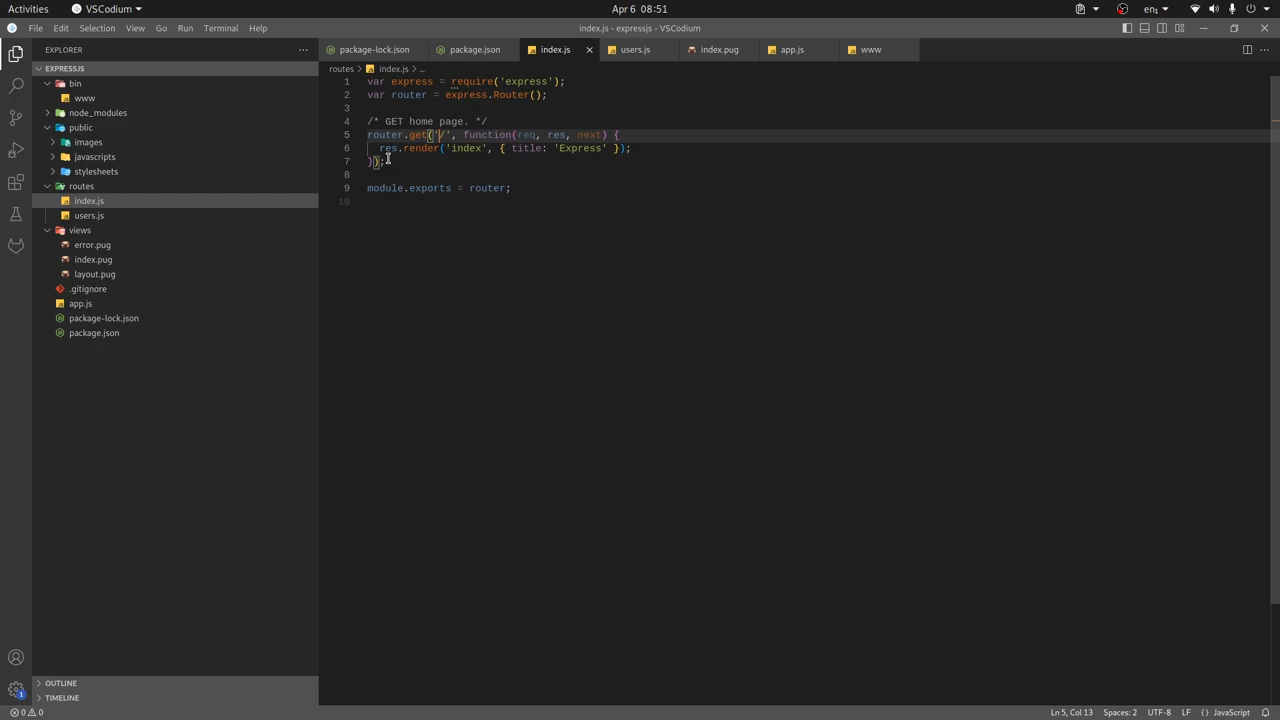 Activities
VSCodium
Apr 6 08:51
en1
File Edit Selection View Go Run Terminal Help
index.js - expressjs - VSCodium
EXPLORER
EXPRESSJS
bin
www
node_modules
public
images
javascripts
stylesheets
routes
index.js
users.js
views
error.pug
index.pug
layout.pug
.gitignore
app.js
package-lock.json
package.json
OUTLINE
TIMELINE
package-lock.json package.json index.js users.js index.pug app.js www
routes > index.js > ...
1 var express = require('express');
2 var router = express.Router();
3
4 /* GET home page. */
5 router.get('/', function(req, res, next) {
6 res.render('index', { title: 'Express' });
7 });
8
9 module.exports = router;
10
1
0 0
Ln 5, Col 13 Spaces: 2 UTF-8 LF {} JavaScript